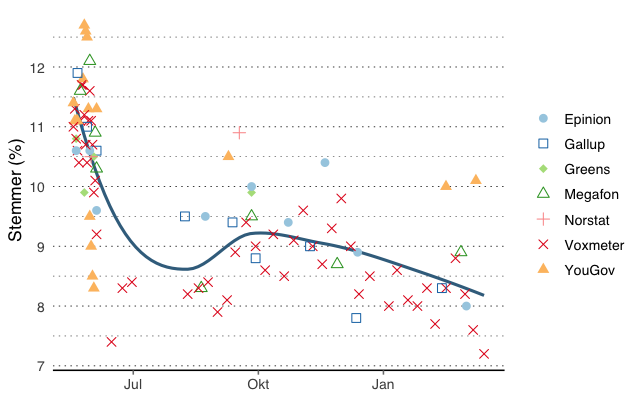 Stemmer (%)
12
11
10
9
8
7
Jul
Okt
Jan
Epinion
Gallup
Greens
Megafon
Norstat
Voxmeter
YouGov